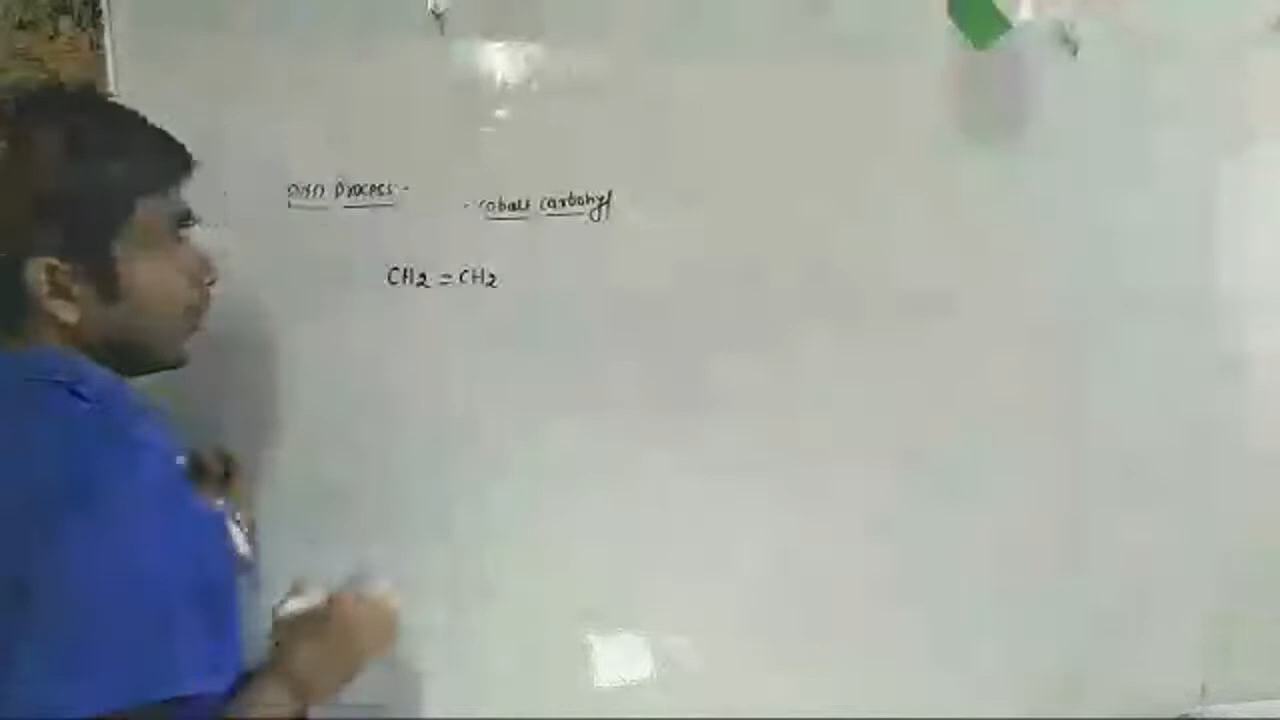 oxo process -
- cobalt carbonyl
CH2 = CH2